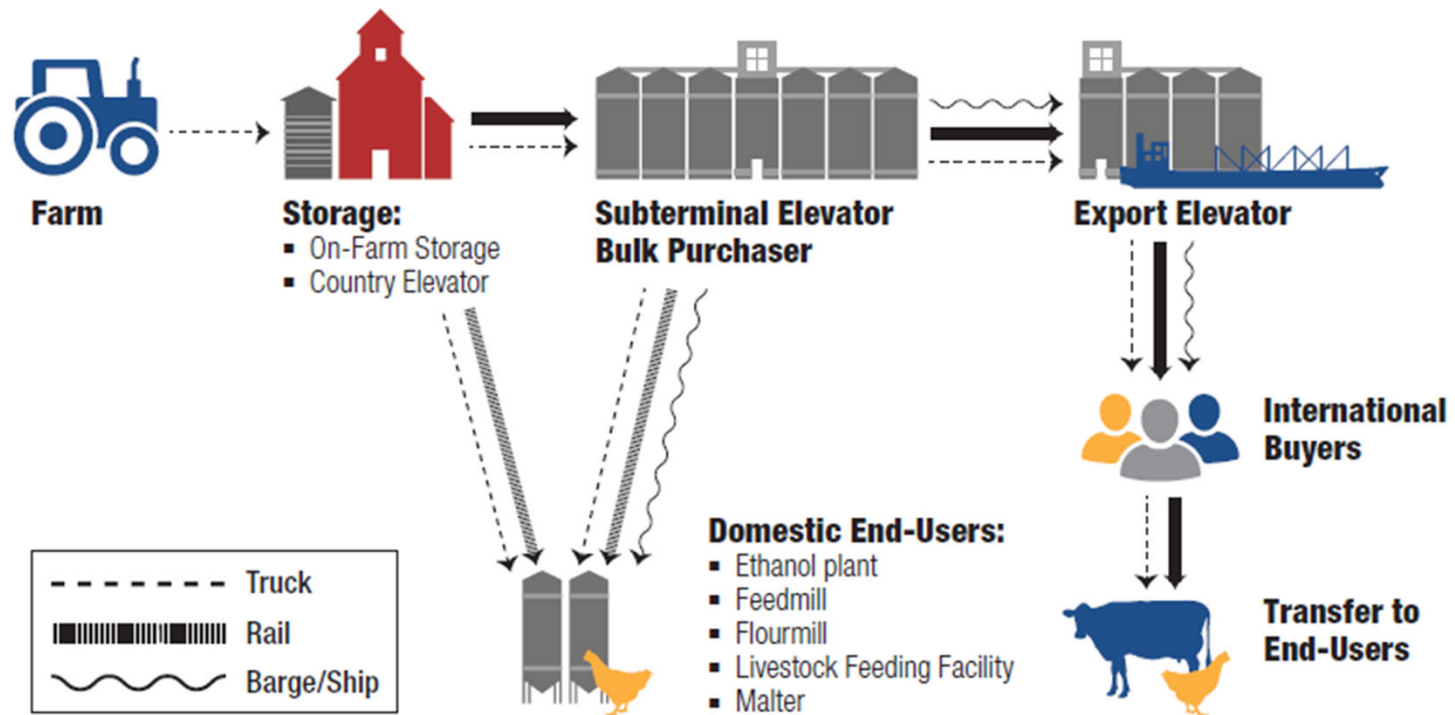 Farm
Storage:
▪ On-Farm Storage
▪ Country Elevator
Subterminal Elevator
Bulk Purchaser
Export Elevator
International
Buyers
Domestic End-Users:
▪ Ethanol plant
▪ Feedmill
▪ Flourmill
▪ Livestock Feeding Facility
▪ Malter
Transfer to
End-Users
Truck
Rail
Barge/Ship